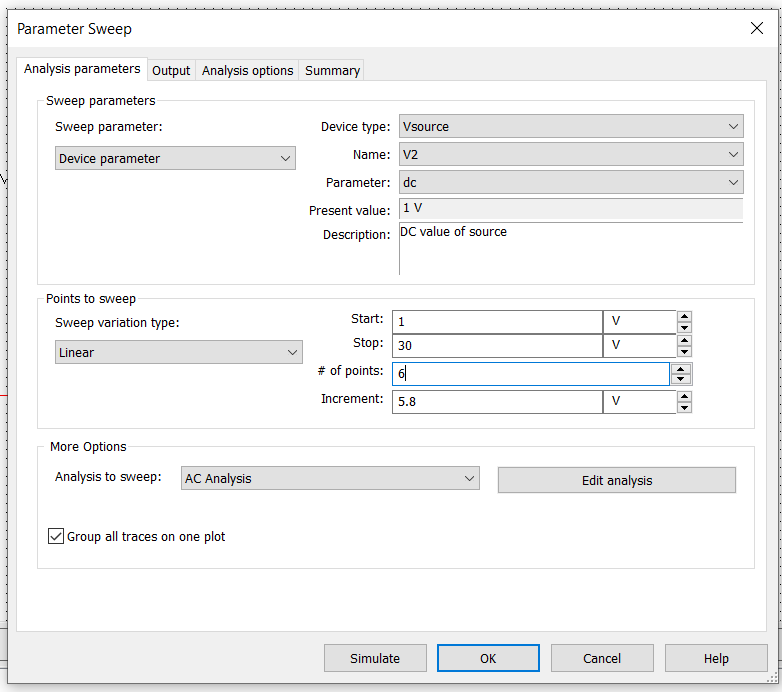 Parameter Sweep
Analysis parameters Output Analysis options Summary
Sweep parameters
Sweep parameter:
Device parameter
Device type: Vsource
Name: V2
Parameter: dc
Present value: 1 V
Description: DC value of source
Points to sweep
Sweep variation type:
Linear
Start: 1 V
Stop: 30 V
# of points: 6
Increment: 5.8 V
More Options
Analysis to sweep: AC Analysis Edit analysis
Group all traces on one plot
Simulate OK Cancel Help